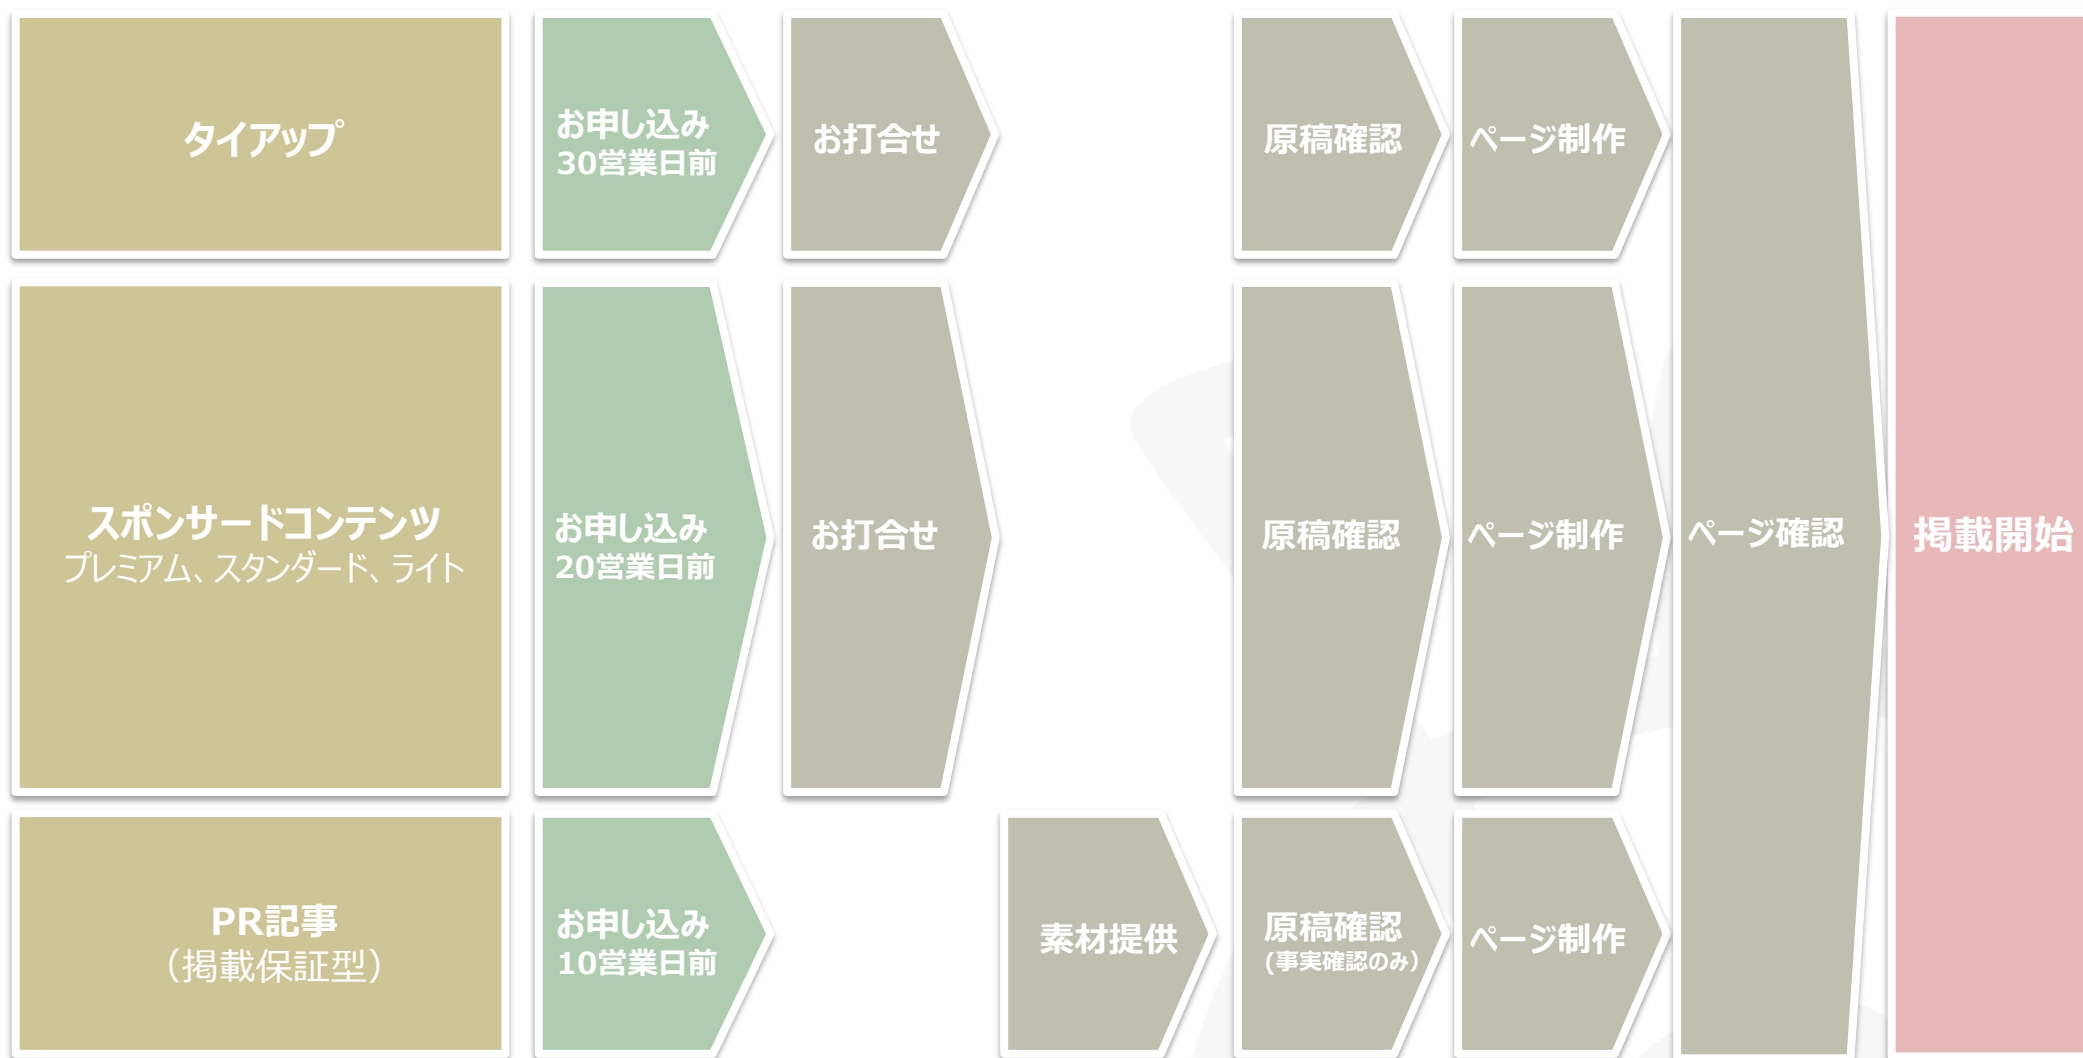 タイアップ
お申し込み
30営業日前
お打合せ
原稿確認
ページ制作
スポンサードコンテンツ
プレミアム、スタンダード、ライト
お申し込み
20営業日前
お打合せ
原稿確認
ページ制作
ページ確認
掲載開始
PR記事
（掲載保証型）
お申し込み
10営業日前
素材提供
原稿確認
(事実確認のみ）
ページ制作